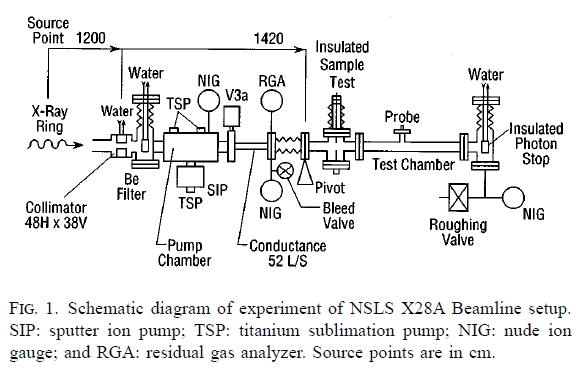 Source
Point 1200
1420
Insulated
Sample
Test
Water
NIG
V3a
RGA
Water
TSP
X-Ray
Ring
Water
Probe
Insulated
Photon
Stop
Test Chamber
Be
Filter
SIP
TSP
Pivot
Collimator
48H x 38V
NIG
Bleed
Valve
NIG
Roughing
Valve
Pump
Chamber
Conductance
52 L/S
FIG. 1. Schematic diagram of experiment of NSLS X28A Beamline setup.
SIP: sputter ion pump; TSP: titanium sublimation pump; NIG: nude ion
gauge; and RGA: residual gas analyzer. Source points are in cm.